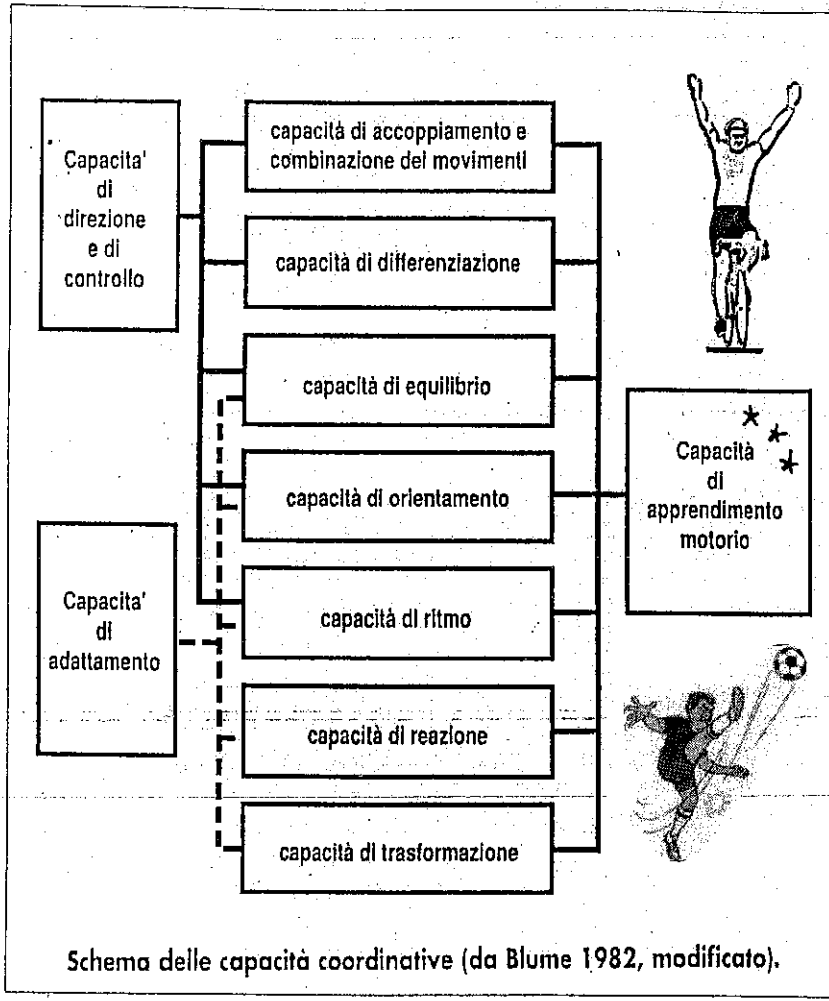 Capacita'
di
direzione
e di
controllo
capacità di accoppiamento e
combinazione dei movimenti
capacità di differenziazione
capacità di equilibrio
capacità di orientamento
capacità di ritmo
capacità di reazione
capacità di trasformazione
Capacita'
di
adattamento
Capacità
di
apprendimento
motorio
Schema delle capacità coordinative (da Blume 1982, modificato).